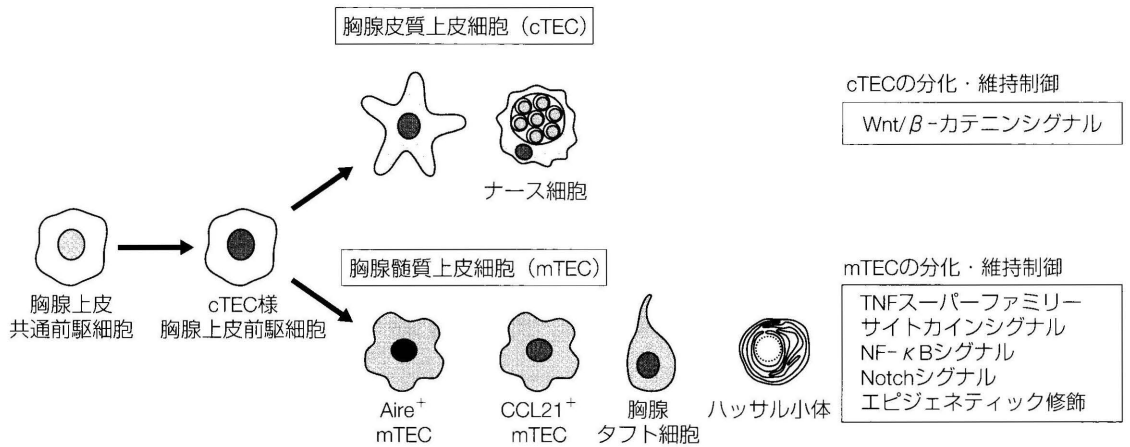 胸腺皮質上皮細胞(cTEC)
cTECの分化・維持制御
Wnt/β-カテニンシグナル
ナース細胞
胸腺上皮
共通前駆細胞
cTEC様
胸腺上皮前駆細胞
胸腺髄質上皮細胞(mTEC)
Aire⁺
mTEC
CCL21⁺
mTEC
胸腺
タフト細胞
ハッサル小体
mTECの分化・維持制御
TNFスーパーファミリー
サイトカインシグナル
NF-κBシグナル
Notchシグナル
エピジェネティック修飾